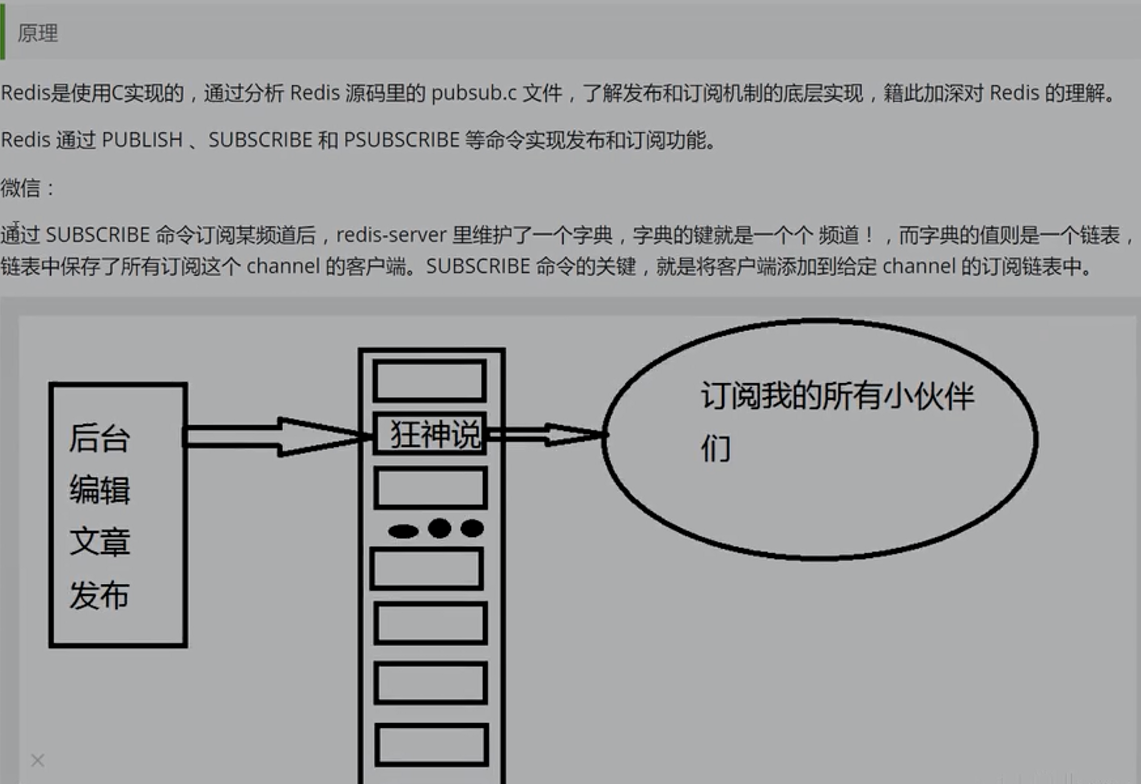 原理
Redis是使用C实现的，通过分析 Redis 源码里的 pubsub.c 文件，了解发布和订阅机制的底层实现，籍此加深对 Redis 的理解。
Redis 通过 PUBLISH 、SUBSCRIBE 和 PSUBSCRIBE 等命令实现发布和订阅功能。
微信：
通过 SUBSCRIBE 命令订阅某频道后，redis-server 里维护了一个字典，字典的键就是一个个 频道！，而字典的值则是一个链表，
链表中保存了所有订阅这个 channel 的客户端。SUBSCRIBE 命令的关键，就是将客户端添加到给定 channel 的订阅链表中。
后台
编辑
文章
发布
狂神说
订阅我的所有小伙伴
们